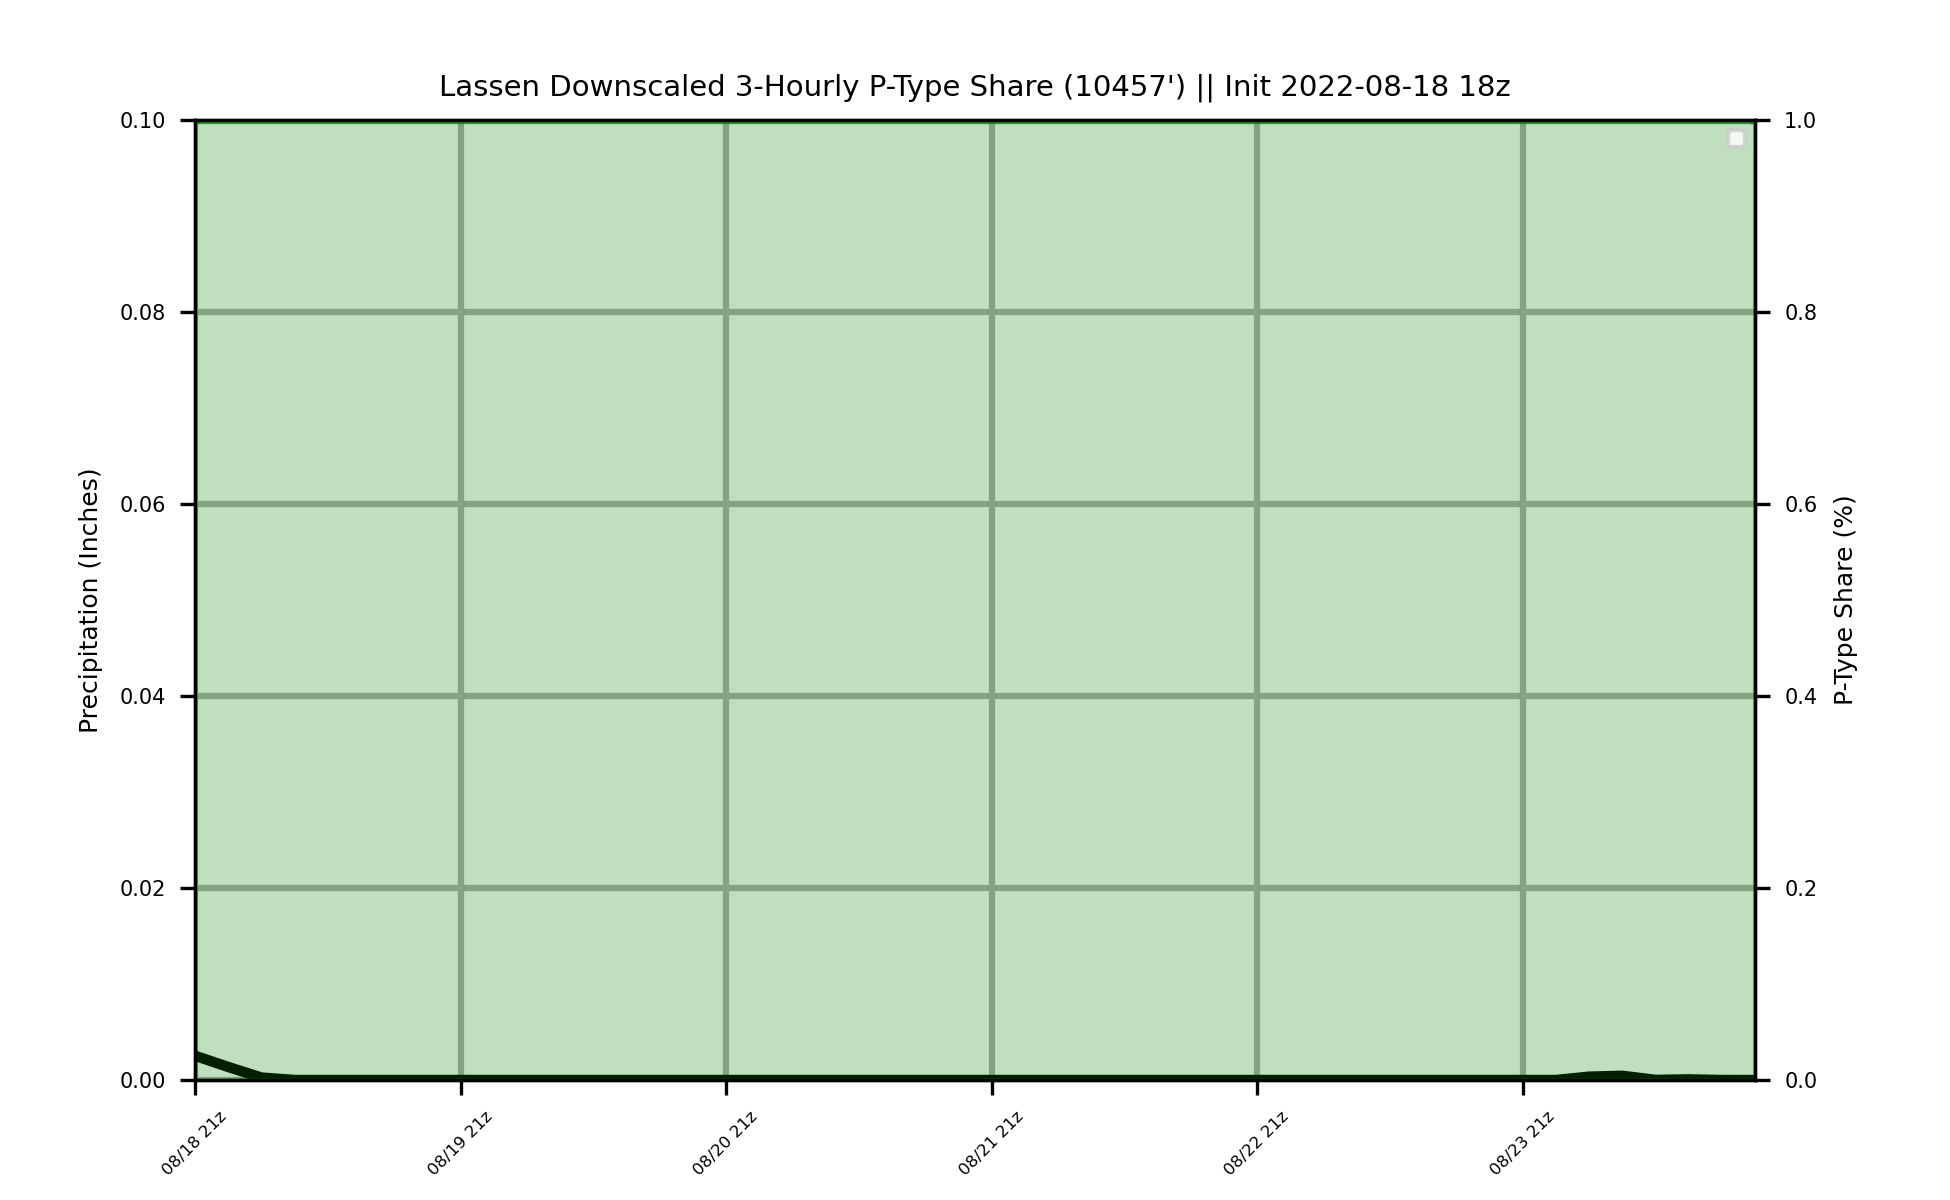 Lassen Downscaled 3-Hourly P-Type Share (10457') || Init 2022-08-18 18z
Precipitation (Inches)
0.10
0.08
0.06
0.04
0.02
0.00
1.0
0.8
0.6
0.4
0.2
0.0
P-Type Share (%)
08/18 21z
08/19 21z
08/20 21z
08/21 21z
08/22 21z
08/23 21z